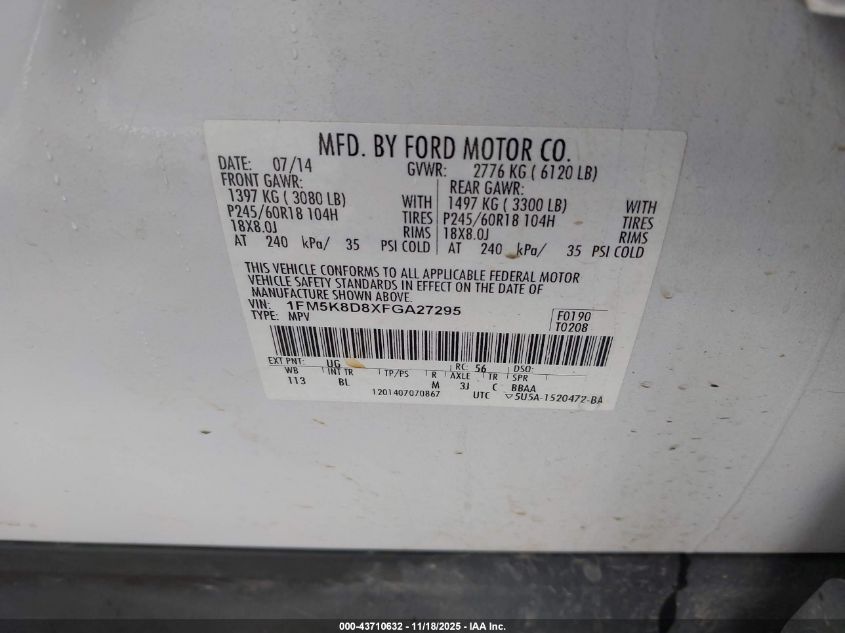 MFD. BY FORD MOTOR CO.
DATE: 07/14 GVWR: 2776 KG ( 6120 LB)
FRONT GAWR: REAR GAWR:
1397 KG ( 3080 LB) WITH 1497 KG ( 3300 LB) WITH
P245/60R18 104H TIRES P245/60R18 104H TIRES
18X8.0J RIMS 18X8.0J RIMS
AT 240 kPa/ 35 PSI COLD AT 240 kPa/ 35 PSI COLD
THIS VEHICLE CONFORMS TO ALL APPLICABLE FEDERAL MOTOR
VEHICLE SAFETY STANDARDS IN EFFECT ON THE DATE OF
MANUFACTURE SHOWN ABOVE.
VIN: 1FM5K8D8XFGA27295 F0190
TYPE: MPV T0208
EXT PNT: UG RC: 56 DSO:
WB INT TR TP/PS R AXLE TR SPR
113 BL M 3J C BBAA
1201407070867 UTC ▽5U5A-1520472-BA
000-43710632 - 11/18/2025 - IAA Inc.